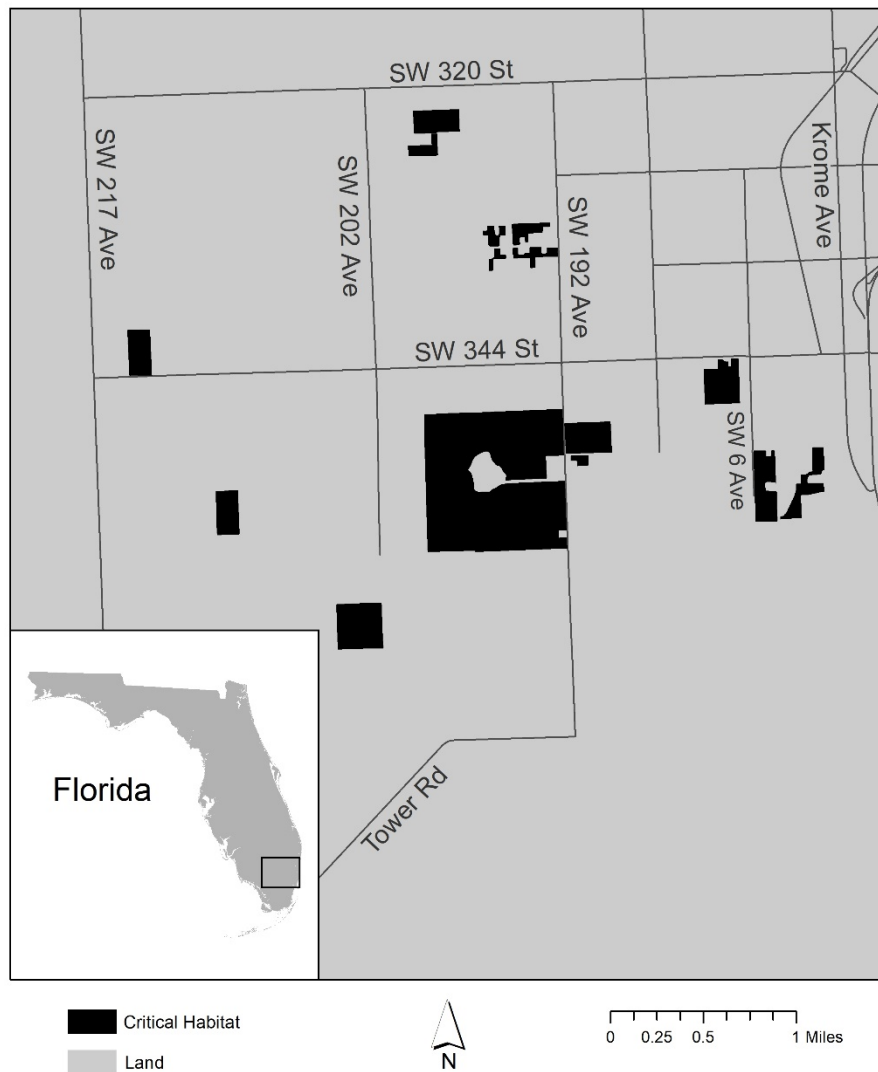 SW 320 St
SW 217 Ave
SW 202 Ave
SW 192 Ave
Krome Ave
SW 344 St
SW 6 Ave
Tower Rd
Florida
Critical Habitat
Land
N
0 0.25 0.5 1 Miles